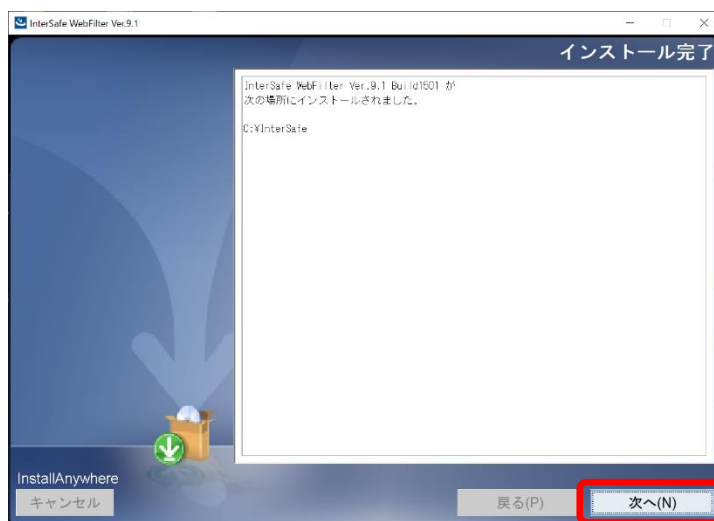 InterSafe WebFilter Ver.9.1
インストール完了
InterSafe WebFilter Ver.9.1 Build1501 が
次の場所にインストールされました。
C:¥InterSafe
InstallAnywhere
キャンセル
戻る(P)
次へ(N)